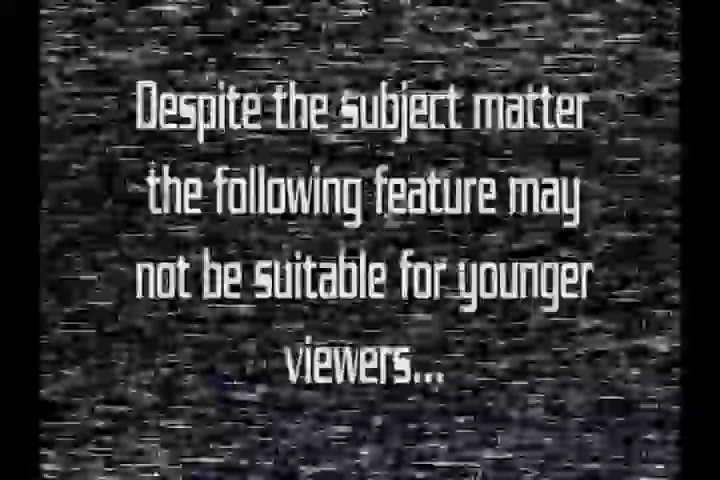 Despite the subject matter
the following feature may
not be suitable for younger
viewers...